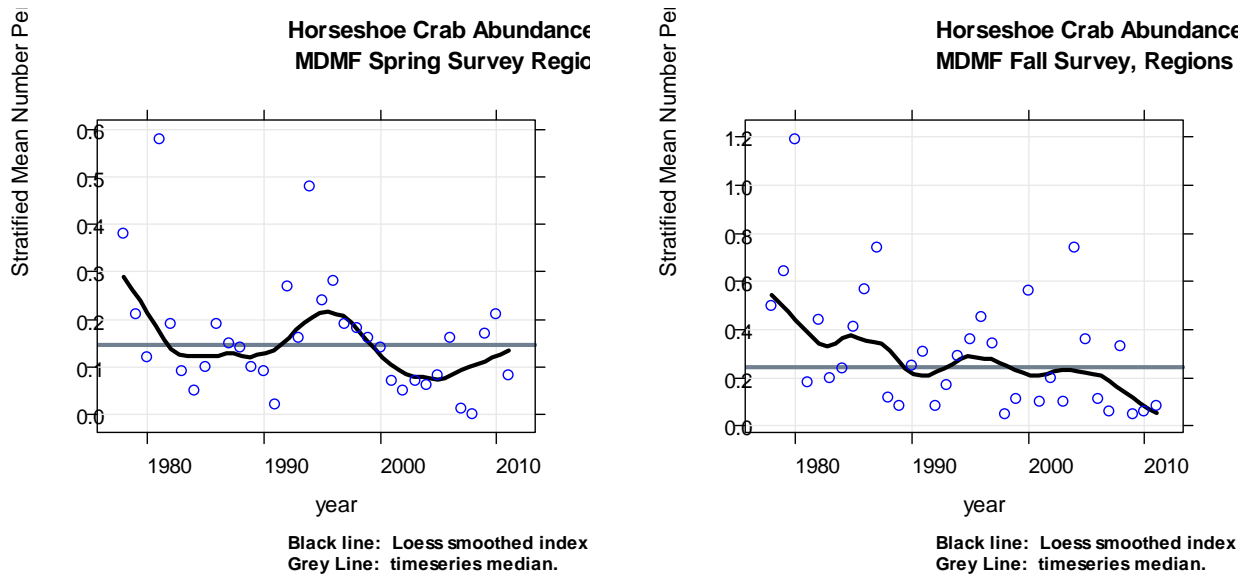 Stratified Mean Number Pe
Horseshoe Crab Abundance
MDMF Spring Survey Regio
0.6
0.5
0.4
0.3
0.2
0.1
0.0
1980 1990 2000 2010
year
Black line: Loess smoothed index
Grey Line: timeseries median.
Stratified Mean Number Pe
Horseshoe Crab Abundance
MDMF Fall Survey, Regions
1.2
1.0
0.8
0.6
0.4
0.2
0.0
1980 1990 2000 2010
year
Black line: Loess smoothed index
Grey Line: timeseries median.